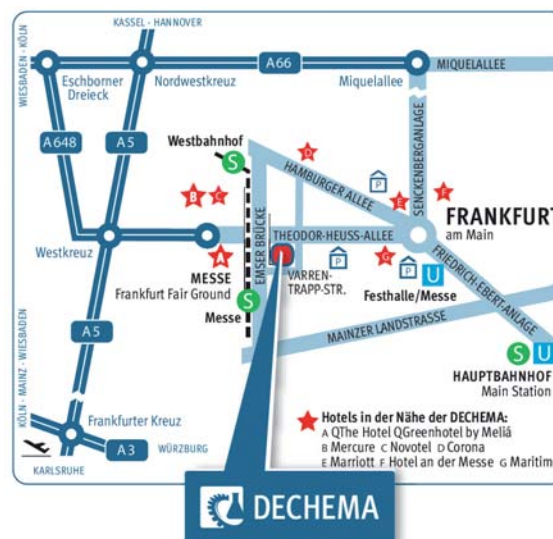 KASSEL - HANNOVER
WIESBADEN - KÖLN
A66
MIQUELALLEE
Eschborner
Dreieck
Nordwestkreuz
Miquelallee
A648
A5
Westbahnhof
S
D
HAMBURGER ALLEE
P
SENCKENBERGANLAGE
B
C
E
F
FRANKFURT
am Main
Westkreuz
A
EMSER BRÜCKE
THEODOR-HEUSS-ALLEE
MESSE
Frankfurt Fair Ground
VARREN-
TRAPP-STR.
P
G
P
U
Festhalle/Messe
FRIEDRICH-EBERT-ANLAGE
S
Messe
A5
MAINZER LANDSTRASSE
S
U
HAUPTBAHNHOF
Main Station
KÖLN - MAINZ - WIESBADEN
Frankfurter Kreuz
A3
WÜRZBURG
KARLSRUHE
Hotels in der Nähe der DECHEMA:
A QThe Hotel QGreenhotel by Meliá
B Mercure C Novotel D Corona
E Marriott F Hotel an der Messe G Maritim
DECHEMA